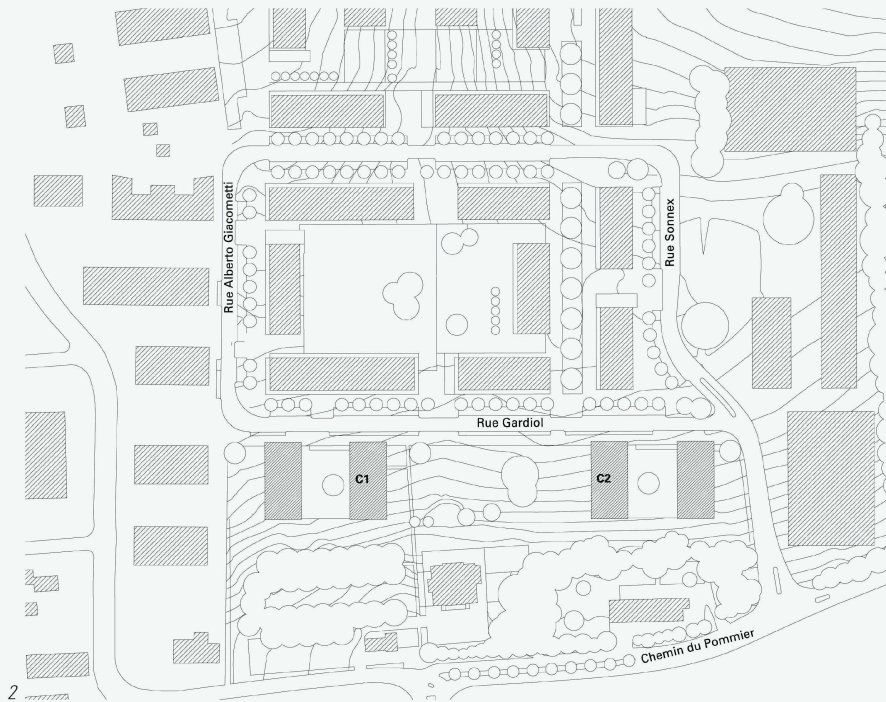 Rue Alberto Giacometti
Rue Sonnex
Rue Gardiol
C1
C2
Chemin du Pommier
2